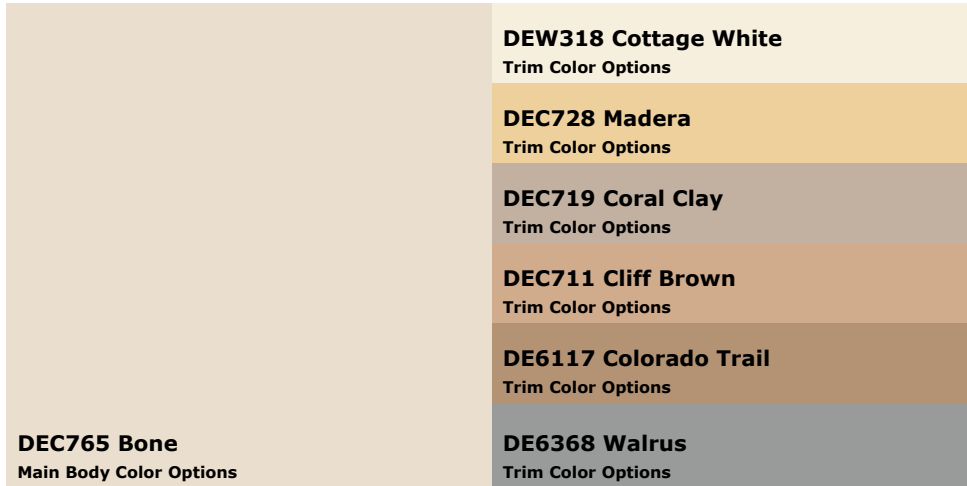 DEW318 Cottage White
Trim Color Options
DEC728 Madera
Trim Color Options
DEC719 Coral Clay
Trim Color Options
DEC711 Cliff Brown
Trim Color Options
DE6117 Colorado Trail
Trim Color Options
DEC765 Bone
Main Body Color Options
DE6368 Walrus
Trim Color Options